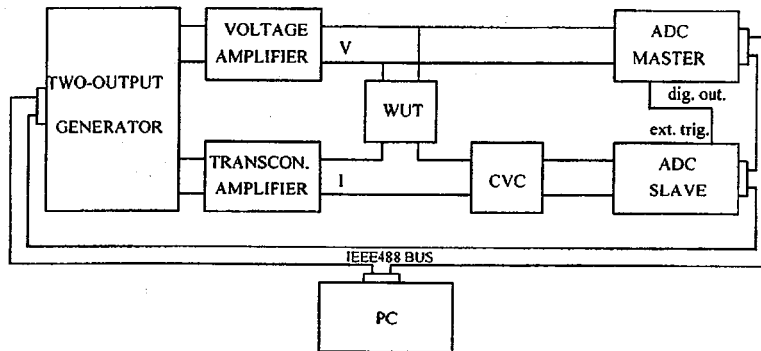 VOLTAGE
AMPLIFIER
V
ADC
MASTER
TWO-OUTPUT
GENERATOR
WUT
dig. out.
ext. trig.
TRANSCON.
AMPLIFIER
I
CVC
ADC
SLAVE
IEEE488 BUS
PC